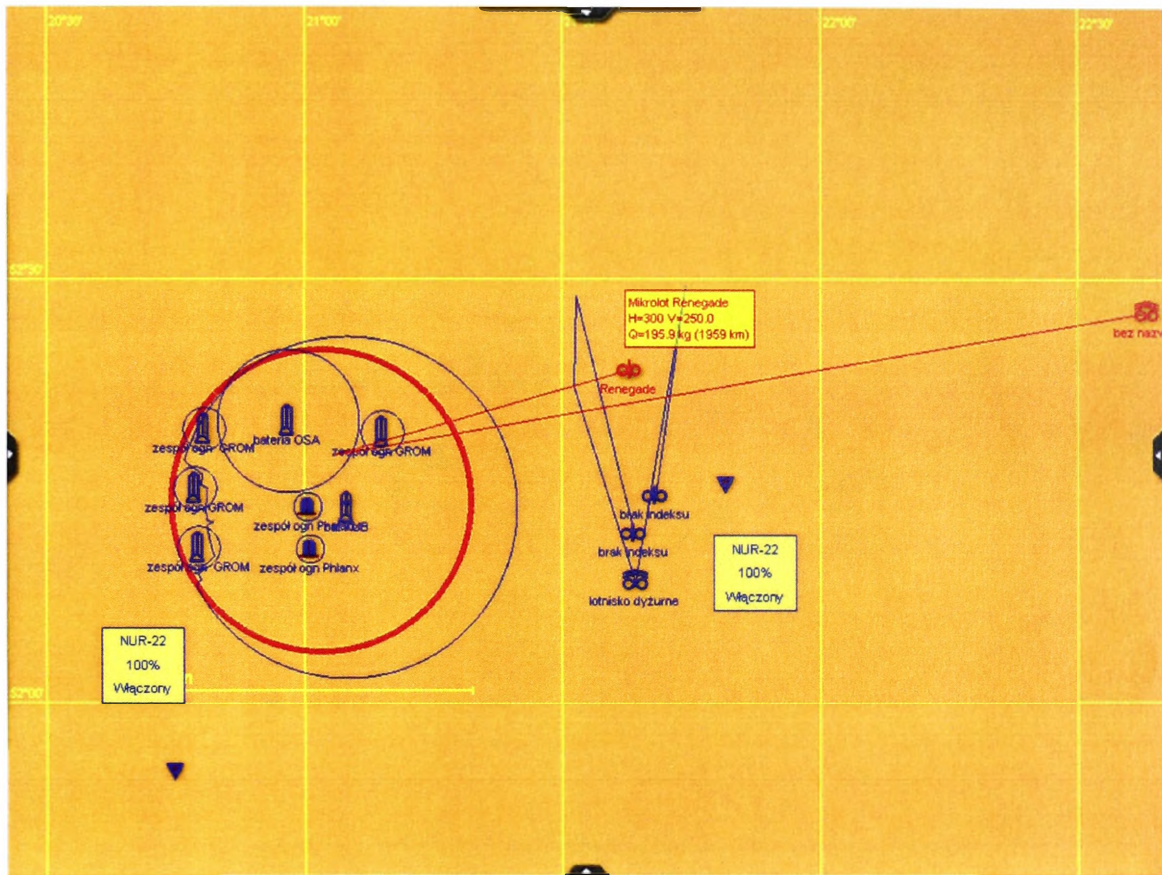 20°30'
21°00'
22°00'
22°30'
52°30'
Mikrolot Renegade
H=300 V=250.0
Q=195.9 kg (1959 km)
bez nazw
Renegade
bateria OSA
zespół ogn GROM
zespół ogn GROM
zespół ogn GROM
brak indeksu
zespół ogn
brak indeksu
NUR-22
100%
Włączony
zespół ogn GROM
zespół ogn Phlanx
lotnisko dyżurne
NUR-22
100%
Włączony
52°00'